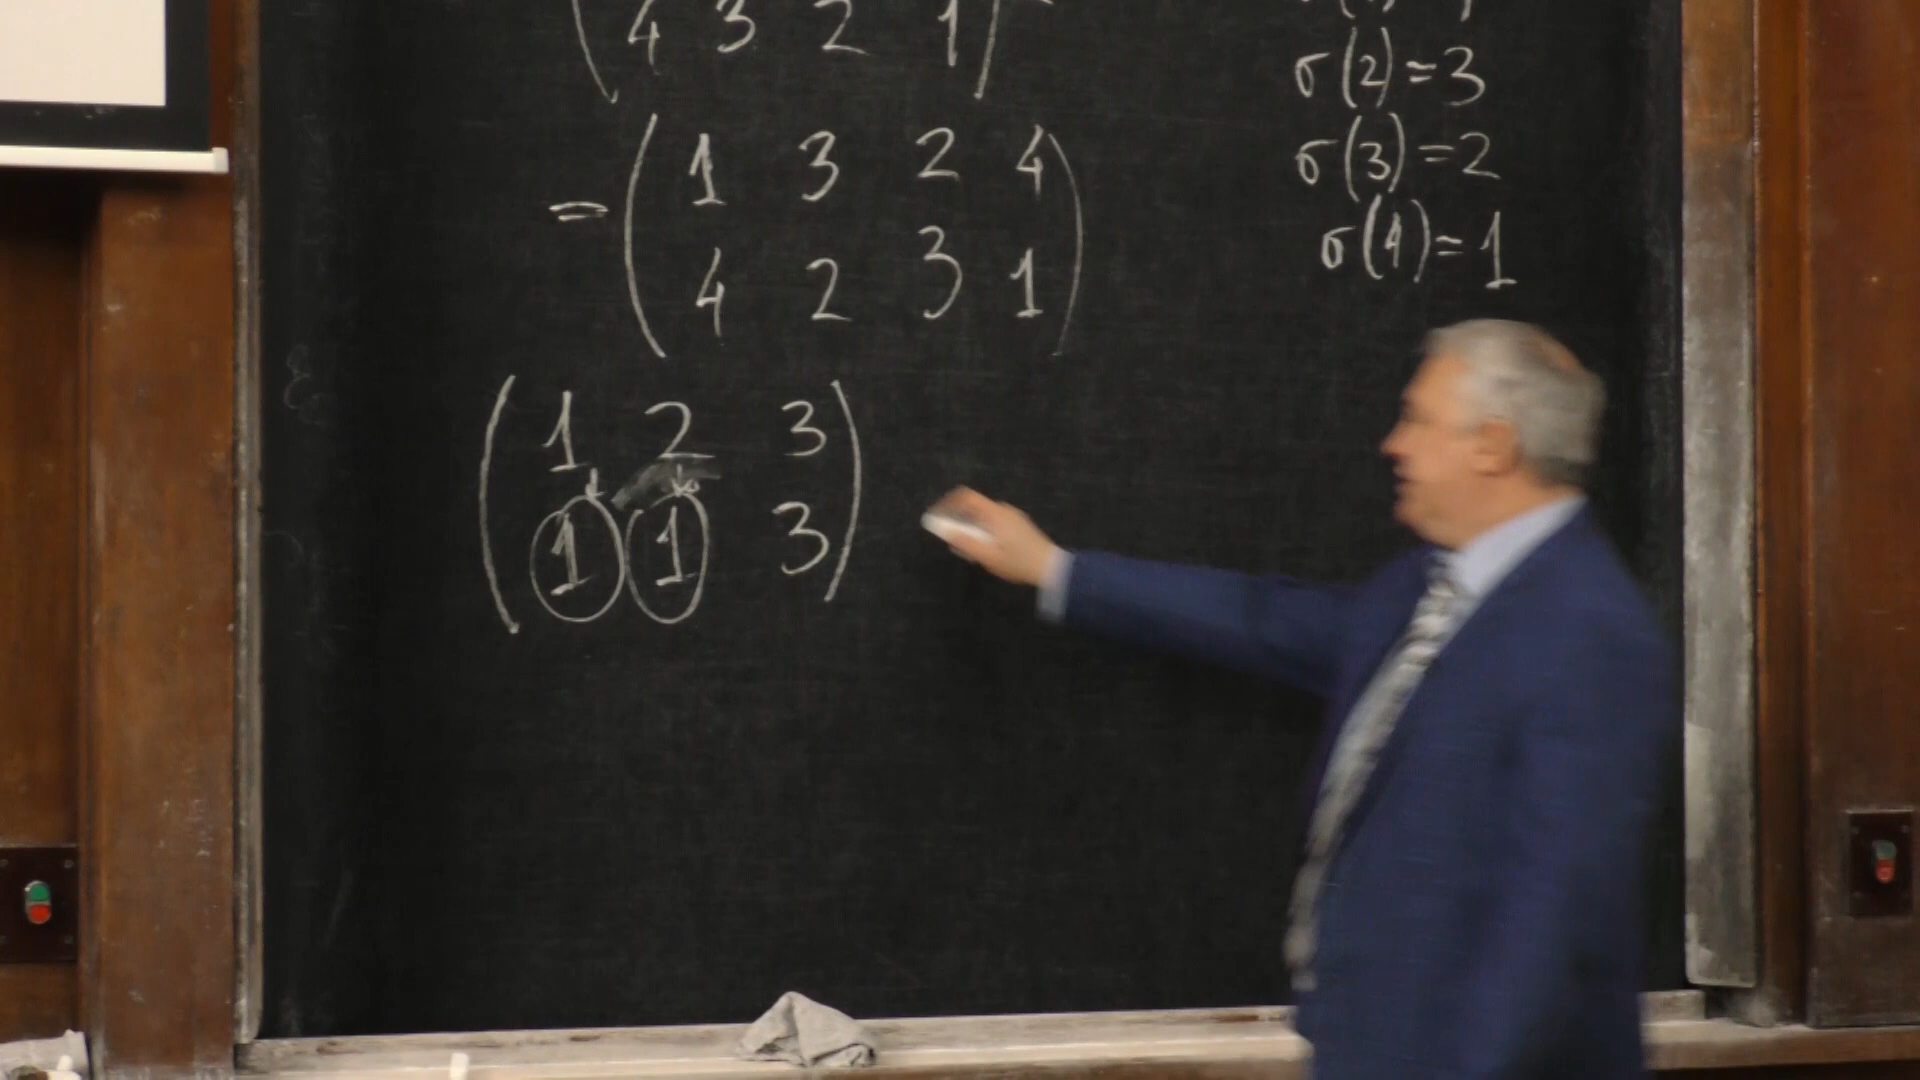 ( 4 3 2 1 )
= ( 1 3 2 4
4 2 3 1 )
( 1 2 3
1 1 3 )
σ(2)=3
σ(3)=2
σ(4)=1